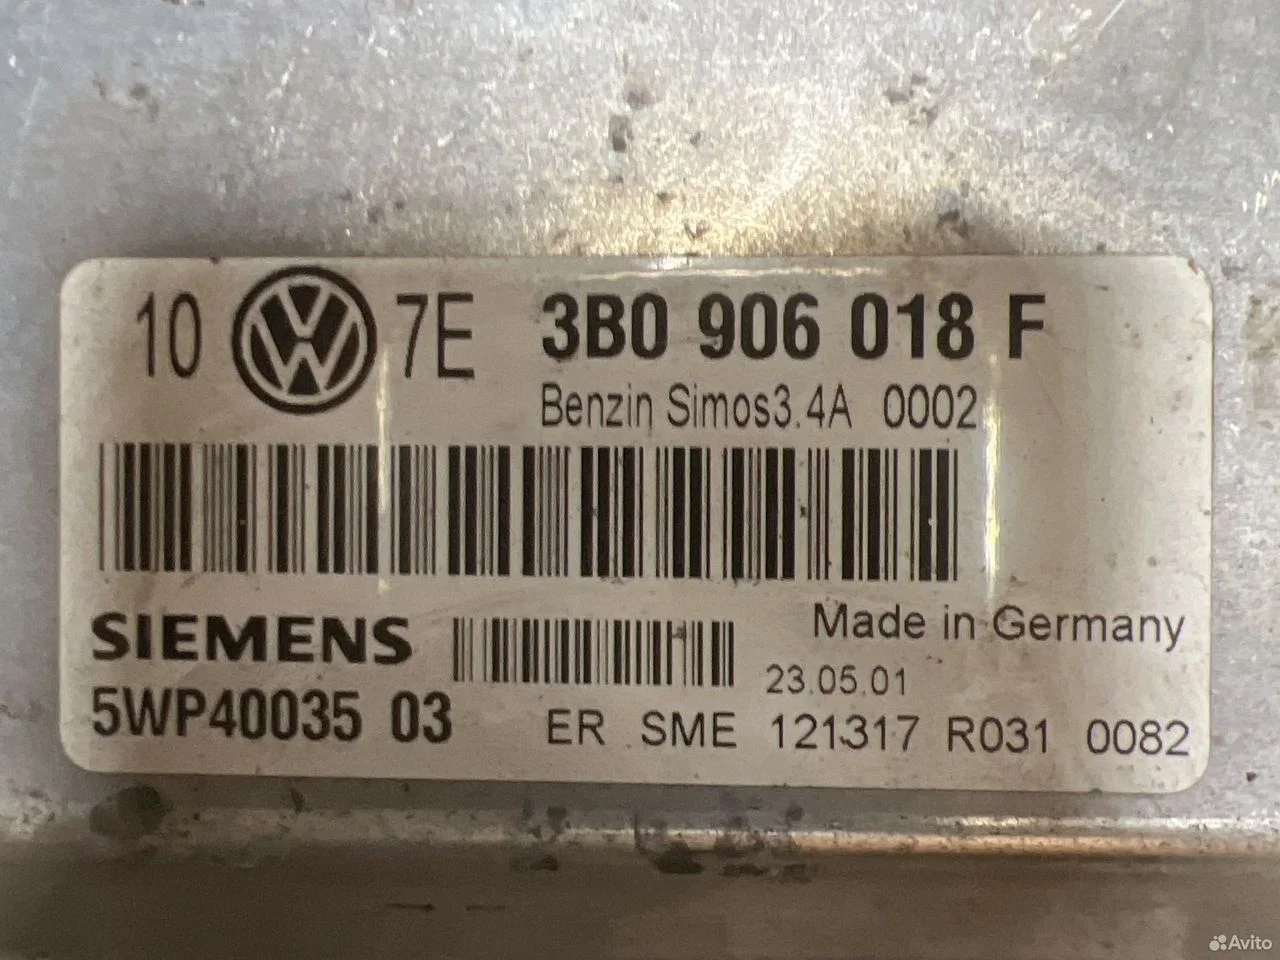 10 VW 7E 3B0 906 018 F
Benzin Simos3.4A 0002
SIEMENS
Made in Germany
23.05.01
5WP40035 03
ER SME 121317 R031 0082
Avito